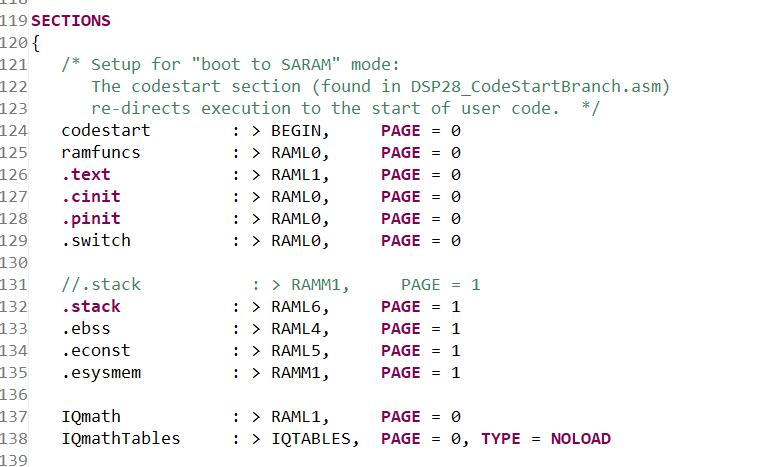 119 SECTIONS
120 {
121 /* Setup for "boot to SARAM" mode:
122 The codestart section (found in DSP28_CodeStartBranch.asm)
123 re-directs execution to the start of user code. */
124 codestart : > BEGIN, PAGE = 0
125 ramfuncs : > RAML0, PAGE = 0
126 .text : > RAML1, PAGE = 0
127 .cinit : > RAML0, PAGE = 0
128 .pinit : > RAML0, PAGE = 0
129 .switch : > RAML0, PAGE = 0
130
131 //.stack : > RAMM1, PAGE = 1
132 .stack : > RAML6, PAGE = 1
133 .ebss : > RAML4, PAGE = 1
134 .econst : > RAML5, PAGE = 1
135 .esysmem : > RAMM1, PAGE = 1
136
137 IQmath : > RAML1, PAGE = 0
138 IQmathTables : > IQTABLES, PAGE = 0, TYPE = NOLOAD
139